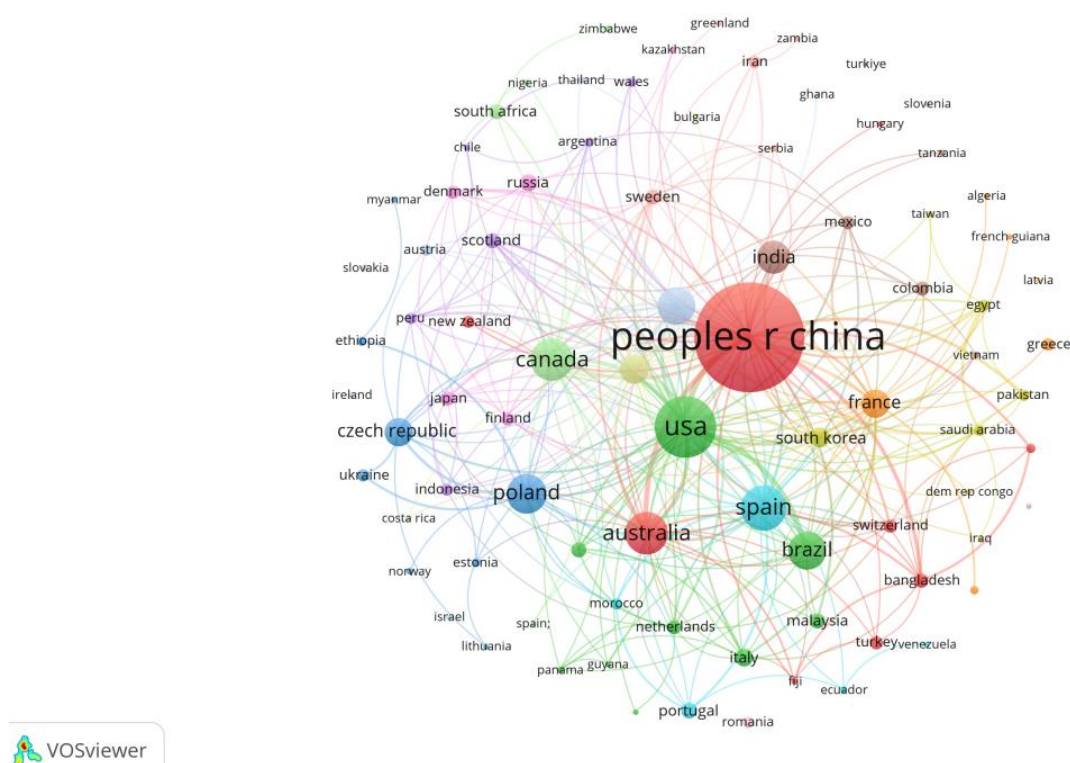 greenland
zimbabwe
zambia
kazakhstan
iran
turkiye
nigeria
thailand
wales
ghana
slovenia
south africa
bulgaria
hungary
chile
argentina
serbia
tanzania
russia
denmark
myanmar
sweden
algeria
taiwan
mexico
french guiana
scotland
austria
india
slovakia
latvia
colombia
egypt
peru
new zealand
peoples r china
ethiopia
greece
vietnam
canada
ireland
japan
pakistan
france
finland
czech republic
usa
south korea
saudi arabia
ukraine
indonesia
poland
dem rep congo
spain
costa rica
switzerland
australia
iraq
brazil
estonia
norway
bangladesh
morocco
israel
spain;
netherlands
malaysia
lithuania
turkey
venezuela
italy
panama
guyana
fiji
ecuador
portugal
romania
VOSviewer